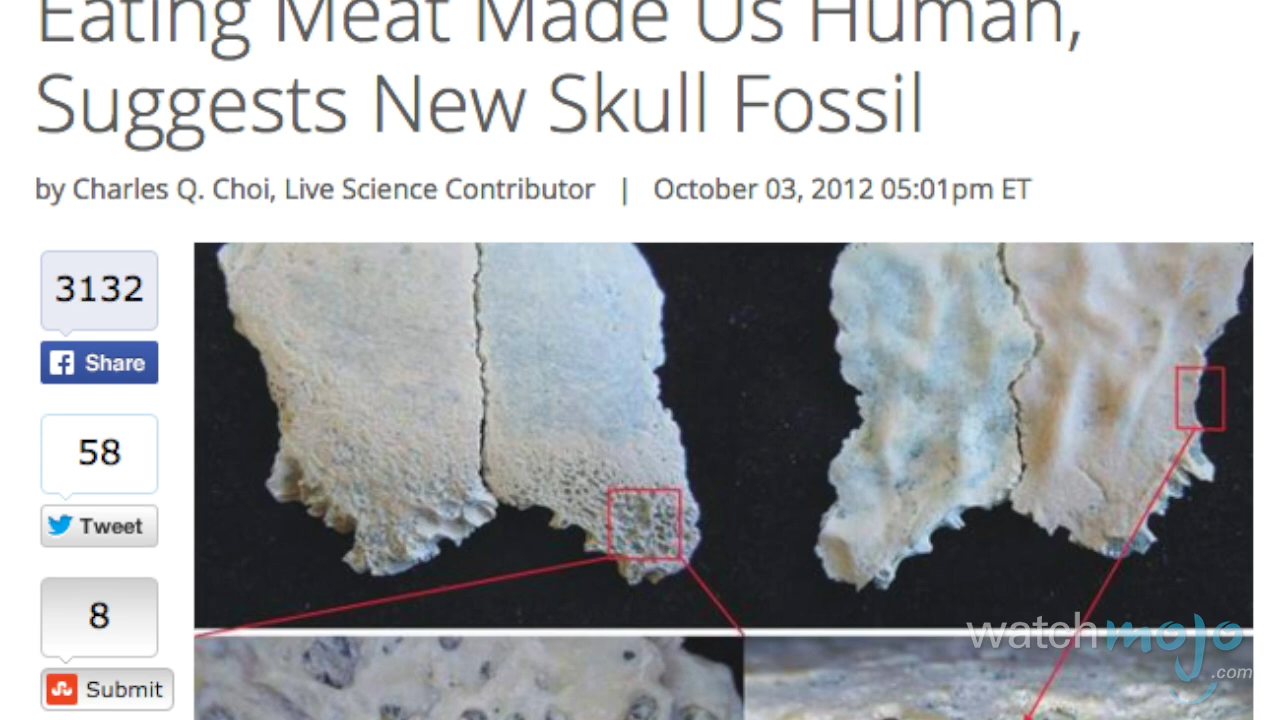 Eating Meat Made Us Human,
Suggests New Skull Fossil
by Charles Q. Choi, Live Science Contributor | October 03, 2012 05:01pm ET
3132
Share
58
Tweet
8
Submit
watchmojo
.com